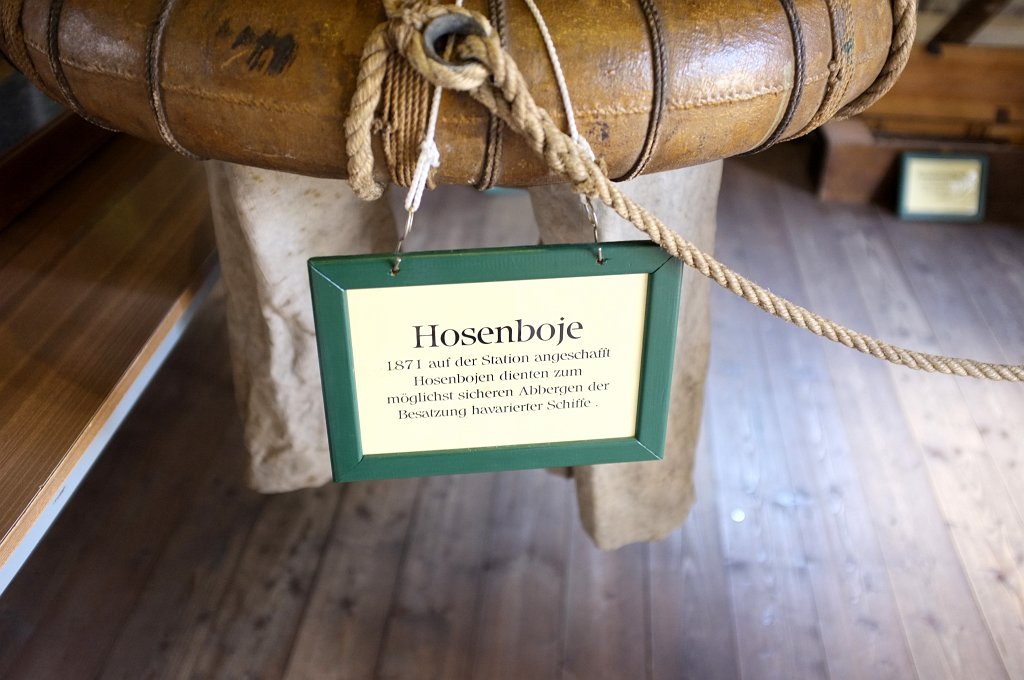 Hosenboje
1871 auf der Station angeschafft
Hosenbojen dienten zum
möglichst sicheren Abbergen der
Besatzung havarierter Schiffe .